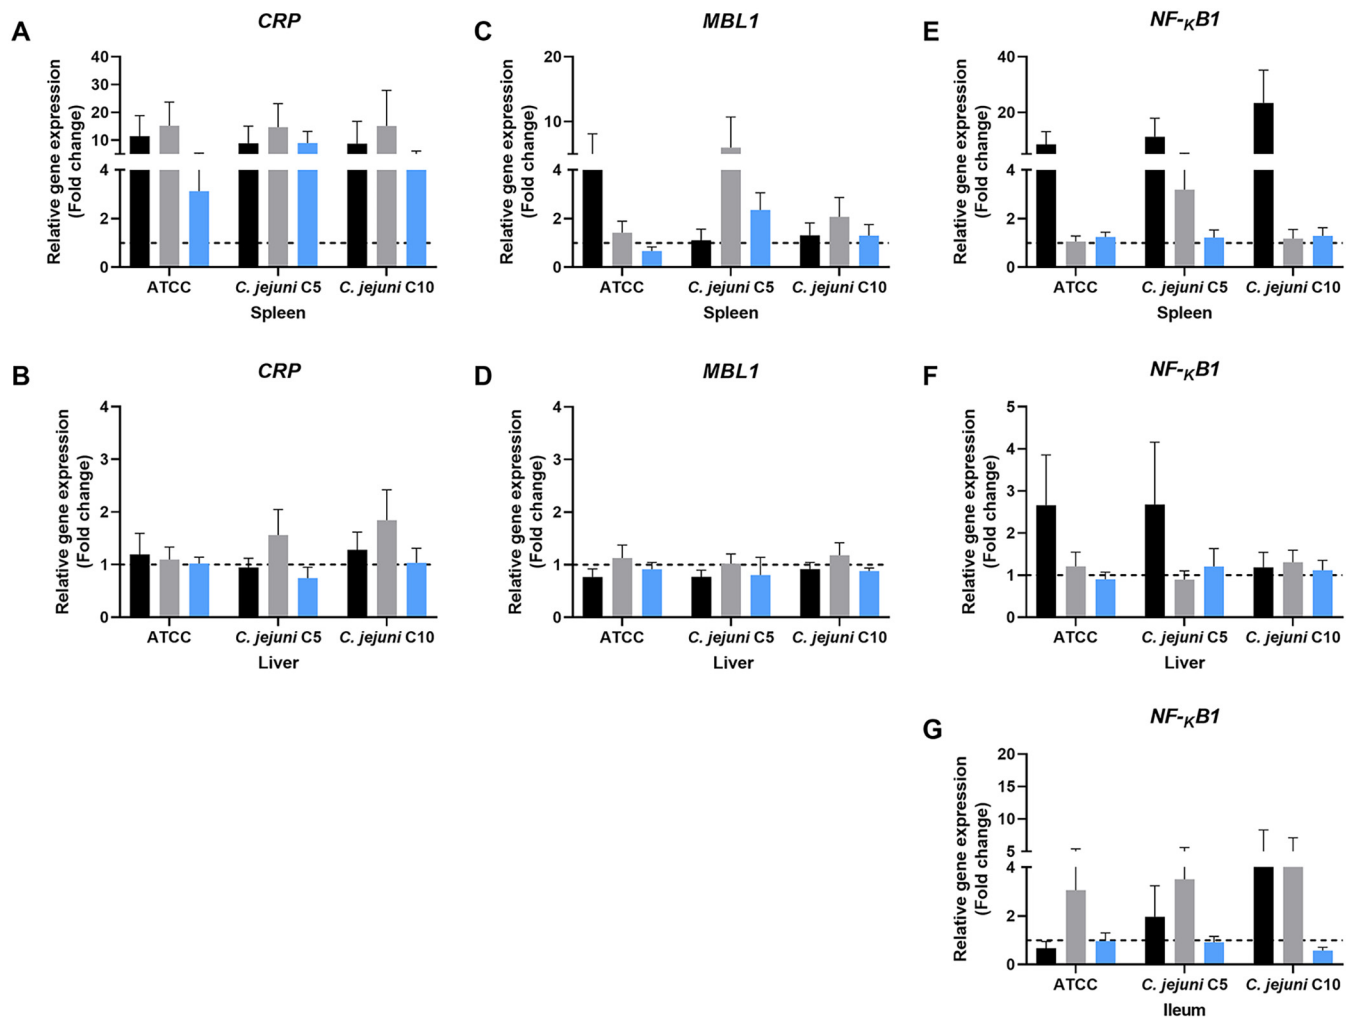 A
CRP
Relative gene expression
(Fold change)
40
30
20
10
4
2
0
ATCC
C. jejuni C5
C. jejuni C10
Spleen
C
MBL1
Relative gene expression
(Fold change)
20
10
4
2
0
ATCC
C. jejuni C5
C. jejuni C10
Spleen
E
NF-KB1
Relative gene expression
(Fold change)
40
20
4
2
0
ATCC
C. jejuni C5
C. jejuni C10
Spleen
B
CRP
Relative gene expression
(Fold change)
4
3
2
1
0
ATCC
C. jejuni C5
C. jejuni C10
Liver
D
MBL1
Relative gene expression
(Fold change)
4
3
2
1
0
ATCC
C. jejuni C5
C. jejuni C10
Liver
F
NF-KB1
Relative gene expression
(Fold change)
5
4
3
2
1
0
ATCC
C. jejuni C5
C. jejuni C10
Liver
G
NF-KB1
Relative gene expression
(Fold change)
20
15
10
5
4
2
0
ATCC
C. jejuni C5
C. jejuni C10
Ileum